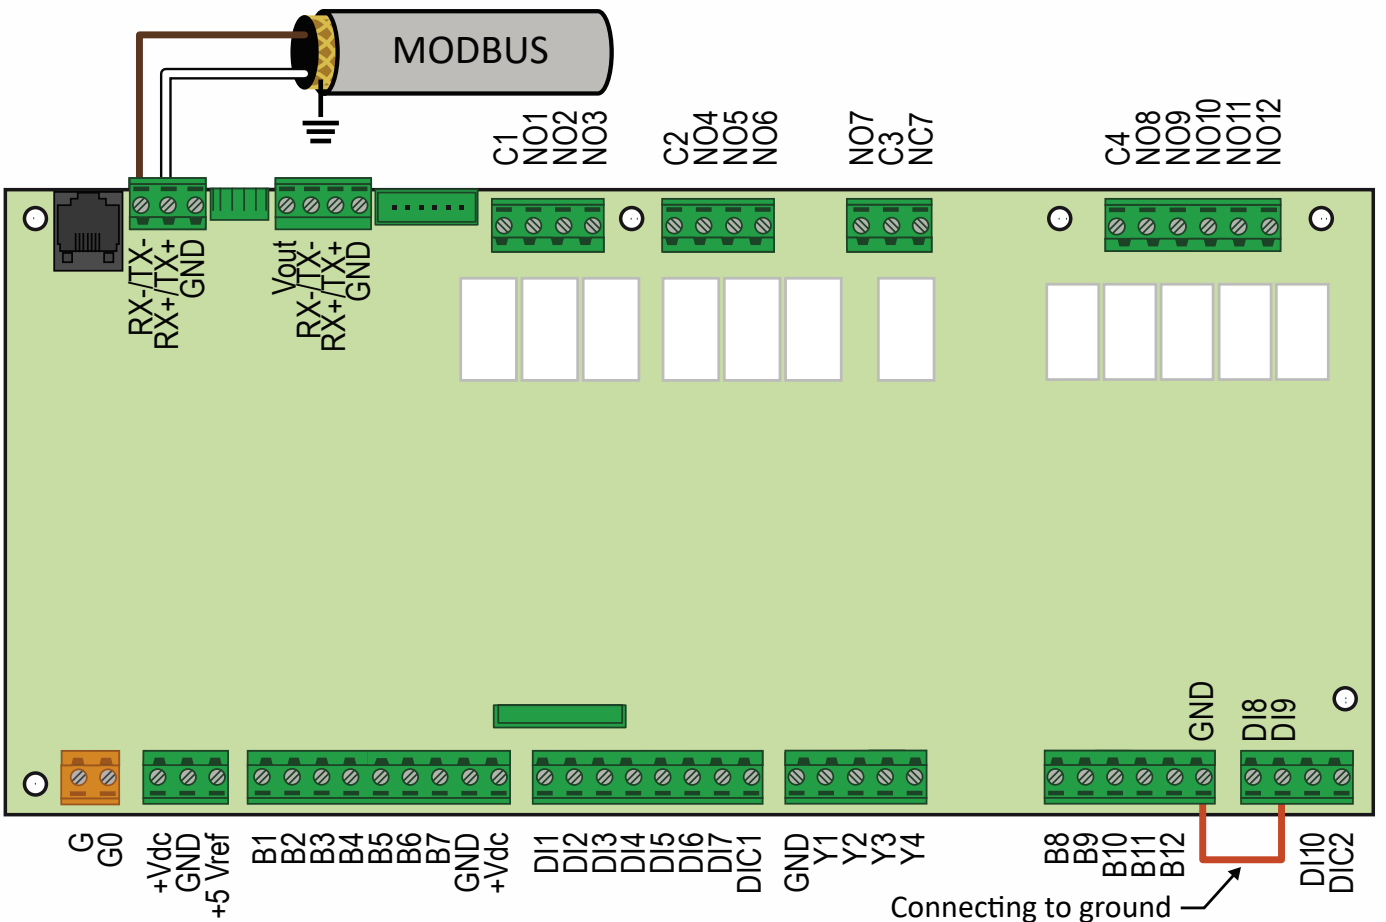 MODBUS
C1
NO1
NO2
NO3
C2
NO4
NO5
NO6
NO7
C3
NC7
C4
NO8
NO9
NO10
NO11
NO12
RX-/TX-
RX+/TX+
GND
Vout
RX-/TX-
RX+/TX+
GND
GND
DI8
DI9
G
G0
+Vdc
GND
+5 Vref
B1
B2
B3
B4
B5
B6
B7
GND
+Vdc
DI1
DI2
DI3
DI4
DI5
DI6
DI7
DIC1
GND
Y1
Y2
Y3
Y4
B8
B9
B10
B11
B12
DI10
DIC2
Connecting to ground